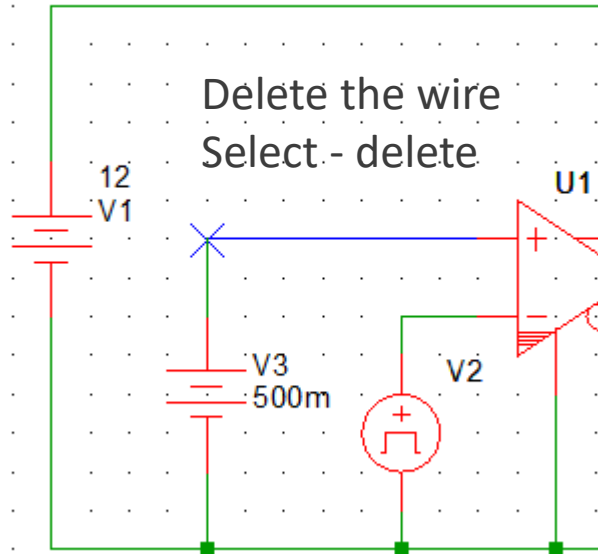 Delete the wire
Select - delete
12
V1
U1
+
−
V3
500m
V2
+